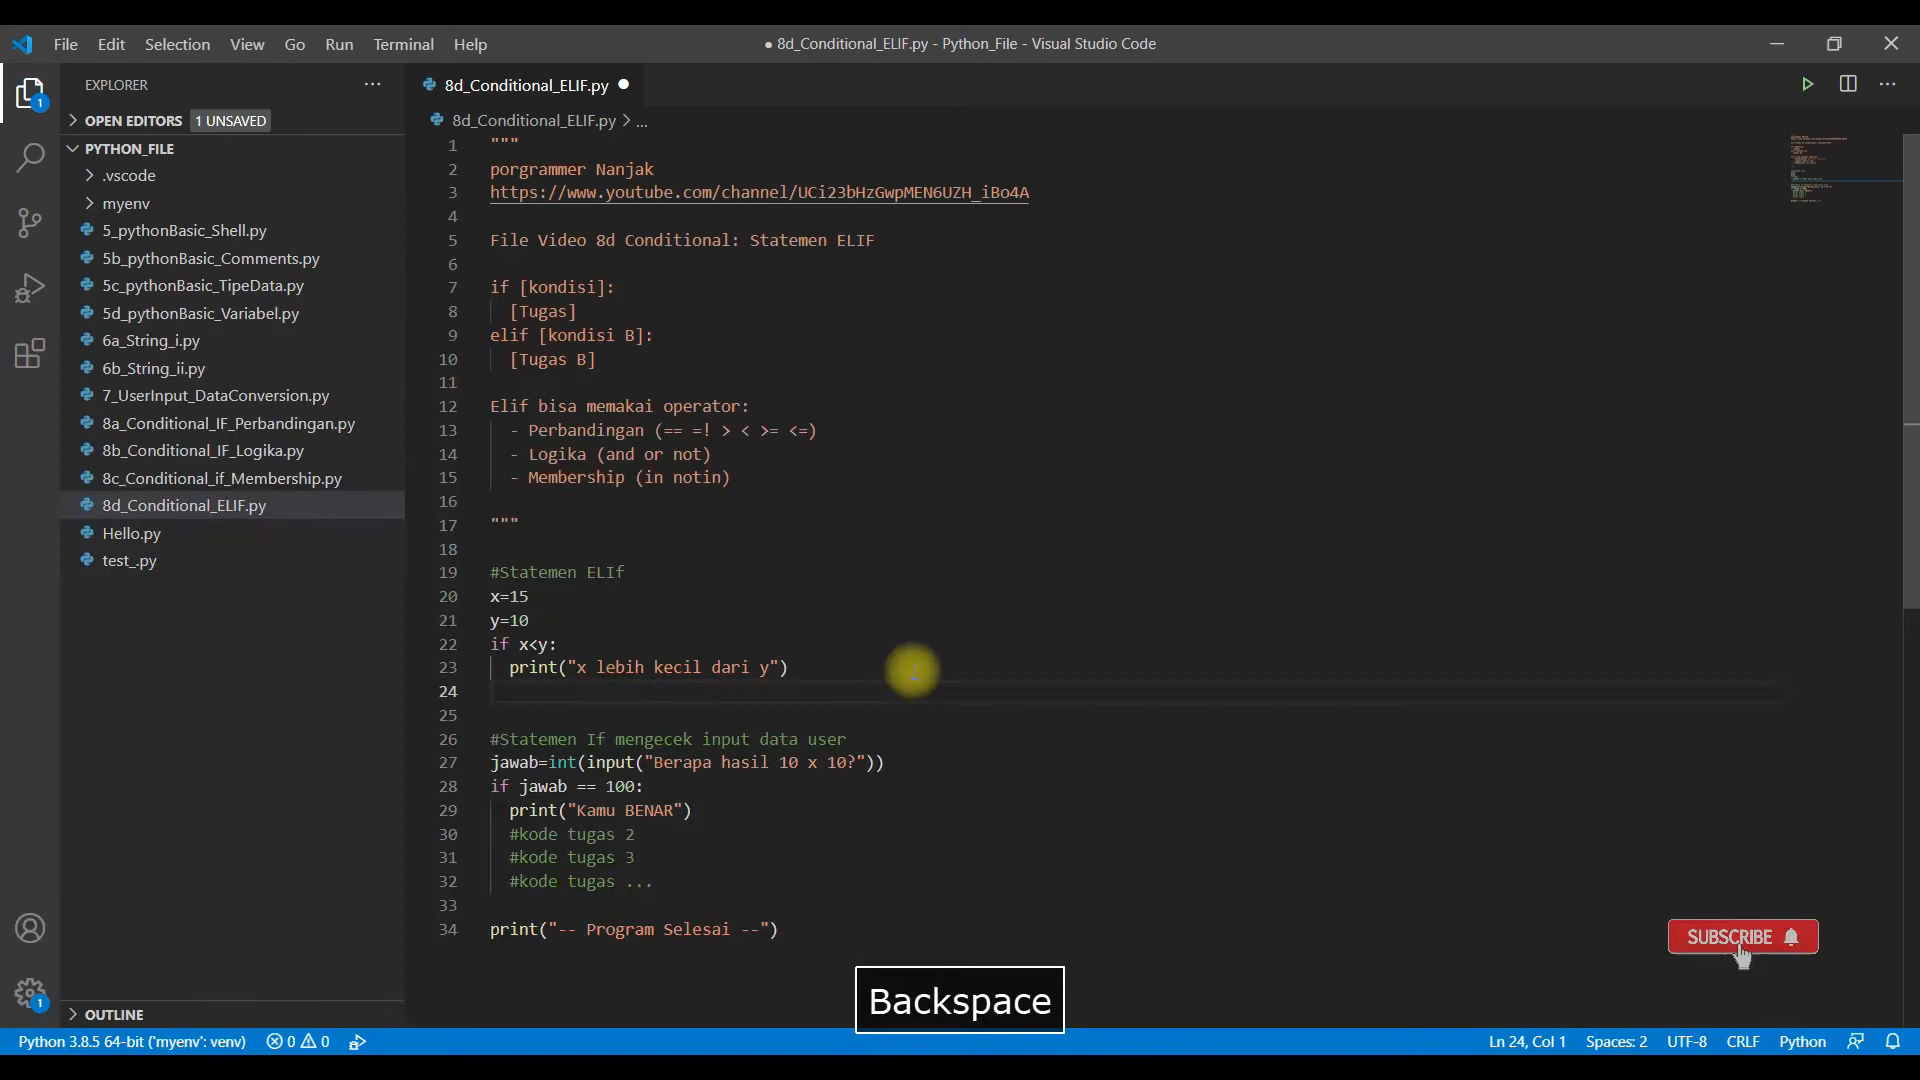 File Edit Selection View Go Run Terminal Help
● 8d_Conditional_ELIF.py - Python_File - Visual Studio Code
EXPLORER
OPEN EDITORS 1 UNSAVED
PYTHON_FILE
.vscode
myenv
5_pythonBasic_Shell.py
5b_pythonBasic_Comments.py
5c_pythonBasic_TipeData.py
5d_pythonBasic_Variabel.py
6a_String_i.py
6b_String_ii.py
7_UserInput_DataConversion.py
8a_Conditional_IF_Perbandingan.py
8b_Conditional_IF_Logika.py
8c_Conditional_if_Membership.py
8d_Conditional_ELIF.py
Hello.py
test_.py
OUTLINE
1
1
8d_Conditional_ELIF.py
8d_Conditional_ELIF.py > ...
1 """
2 porgrammer Nanjak
3 https://www.youtube.com/channel/UCi23bHzGwpMEN6UZH_iBo4A
4
5 File Video 8d Conditional: Statemen ELIF
6
7 if [kondisi]:
8 [Tugas]
9 elif [kondisi B]:
10 [Tugas B]
11
12 Elif bisa memakai operator:
13 - Perbandingan (== =! > < >= <=)
14 - Logika (and or not)
15 - Membership (in notin)
16
17 """
18
19 #Statemen ELIf
20 x=15
21 y=10
22 if x<y:
23 print("x lebih kecil dari y")
24
25
26 #Statemen If mengecek input data user
27 jawab=int(input("Berapa hasil 10 x 10?"))
28 if jawab == 100:
29 print("Kamu BENAR")
30 #kode tugas 2
31 #kode tugas 3
32 #kode tugas ...
33
34 print("-- Program Selesai --")
SUBSCRIBE
Backspace
Python 3.8.5 64-bit ('myenv': venv) 0 0
Ln 24, Col 1 Spaces: 2 UTF-8 CRLF Python